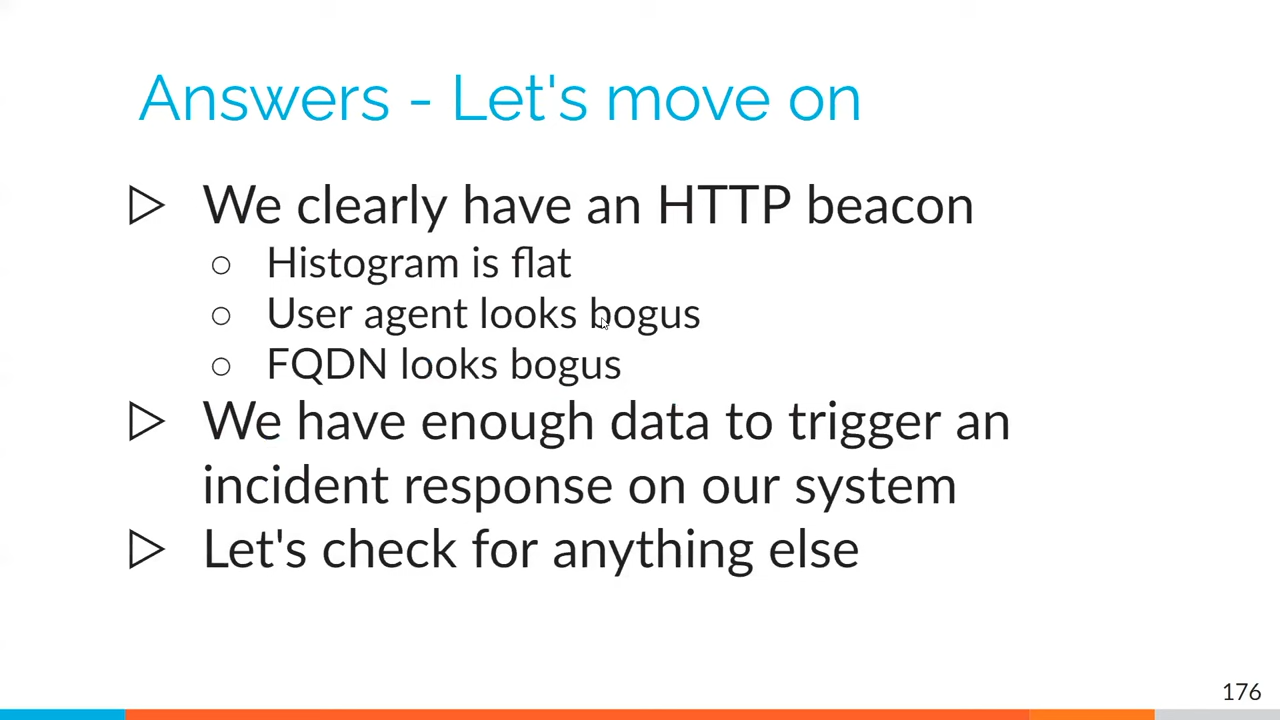 Answers - Let's move on
▷ We clearly have an HTTP beacon
○ Histogram is flat
○ User agent looks bogus
○ FQDN looks bogus
▷ We have enough data to trigger an
incident response on our system
▷ Let's check for anything else
176